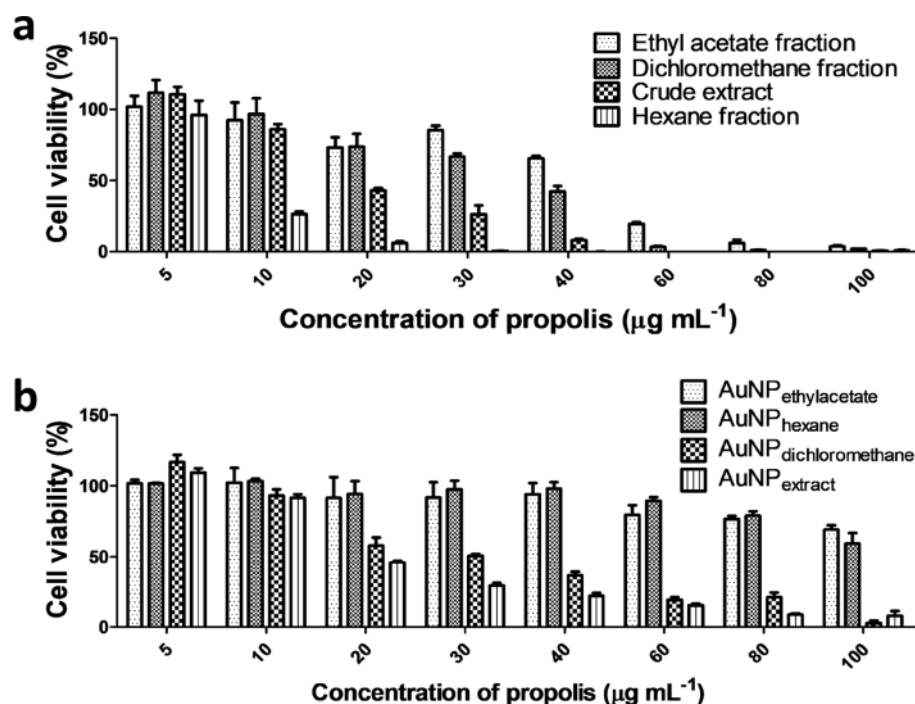 a
Cell viability (%)
150
100
50
0
Ethyl acetate fraction
Dichloromethane fraction
Crude extract
Hexane fraction
5 10 20 30 40 60 80 100
Concentration of propolis (μg mL⁻¹)
b
Cell viability (%)
150
100
50
0
AuNPethylacetate
AuNPhexane
AuNPdichloromethane
AuNPextract
5 10 20 30 40 60 80 100
Concentration of propolis (μg mL⁻¹)